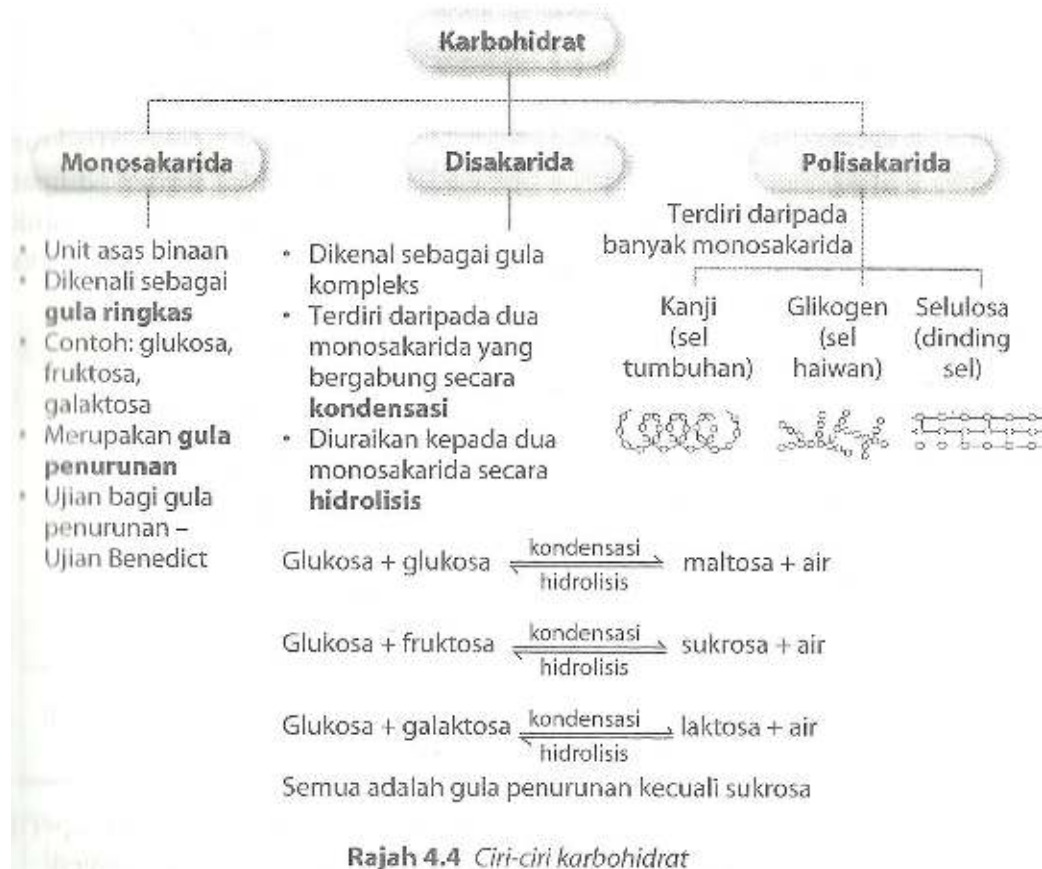 Karbohidrat
Monosakarida
• Unit asas binaan
• Dikenali sebagai
gula ringkas
• Contoh: glukosa,
fruktosa,
galaktosa
• Merupakan gula
penurunan
• Ujian bagi gula
penurunan –
Ujian Benedict
Disakarida
• Dikenal sebagai gula
kompleks
• Terdiri daripada dua
monosakarida yang
bergabung secara
kondensasi
• Diuraikan kepada dua
monosakarida secara
hidrolisis
Polisakarida
Terdiri daripada
banyak monosakarida
Kanji
(sel
tumbuhan)
Glikogen
(sel
haiwan)
Selulosa
(dinding
sel)
Glukosa + glukosa kondensasi maltosa + air
hidrolisis
Glukosa + fruktosa kondensasi sukrosa + air
hidrolisis
Glukosa + galaktosa kondensasi laktosa + air
hidrolisis
Semua adalah gula penurunan kecuali sukrosa
Rajah 4.4 Ciri-ciri karbohidrat